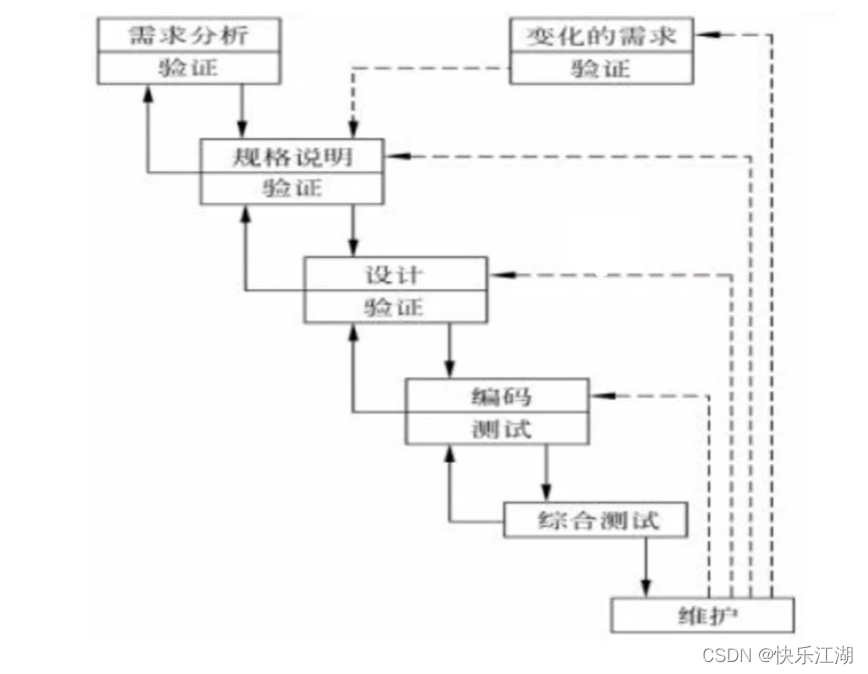 需求分析
验证
变化的需求
验证
规格说明
验证
设计
验证
编码
测试
综合测试
维护
CSDN @快乐江湖